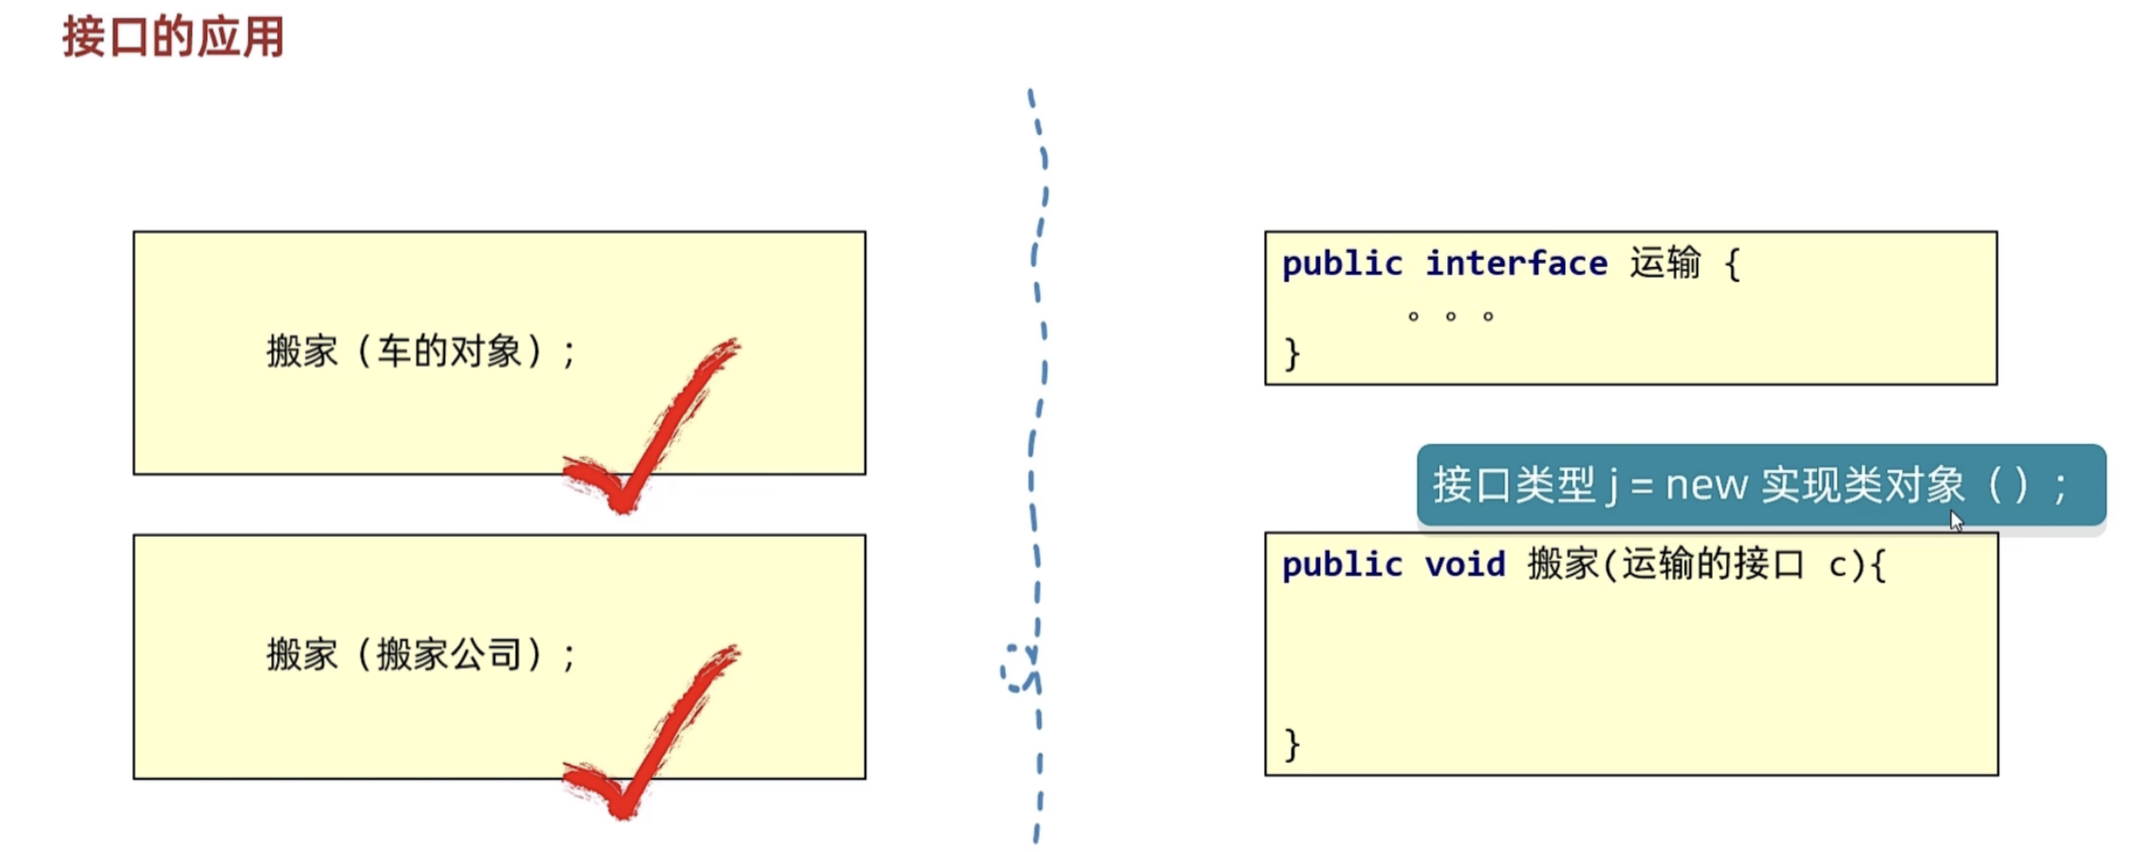 接口的应用
搬家（车的对象）；
搬家（搬家公司）；
public interface 运输 {
。。。
}
接口类型 j = new 实现类对象（）；
public void 搬家(运输的接口 c){
}